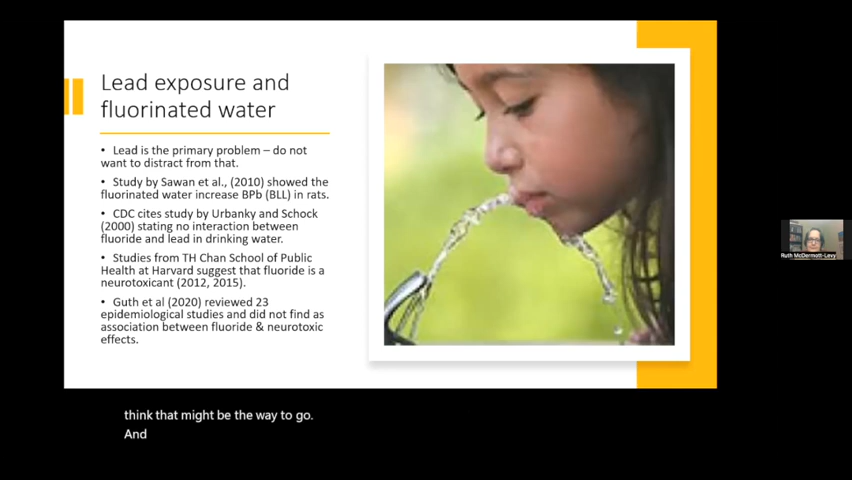 Lead exposure and
fluorinated water
• Lead is the primary problem – do not
want to distract from that.
• Study by Sawan et al., (2010) showed the
fluorinated water increase BPb (BLL) in rats.
• CDC cites study by Urbanky and Schock
(2000) stating no interaction between
fluoride and lead in drinking water.
• Studies from TH Chan School of Public
Health at Harvard suggest that fluoride is a
neurotoxicant (2012, 2015).
• Guth et al (2020) reviewed 23
epidemiological studies and did not find as
association between fluoride & neurotoxic
effects.
Ruth McDermott-Levy
think that might be the way to go.
And